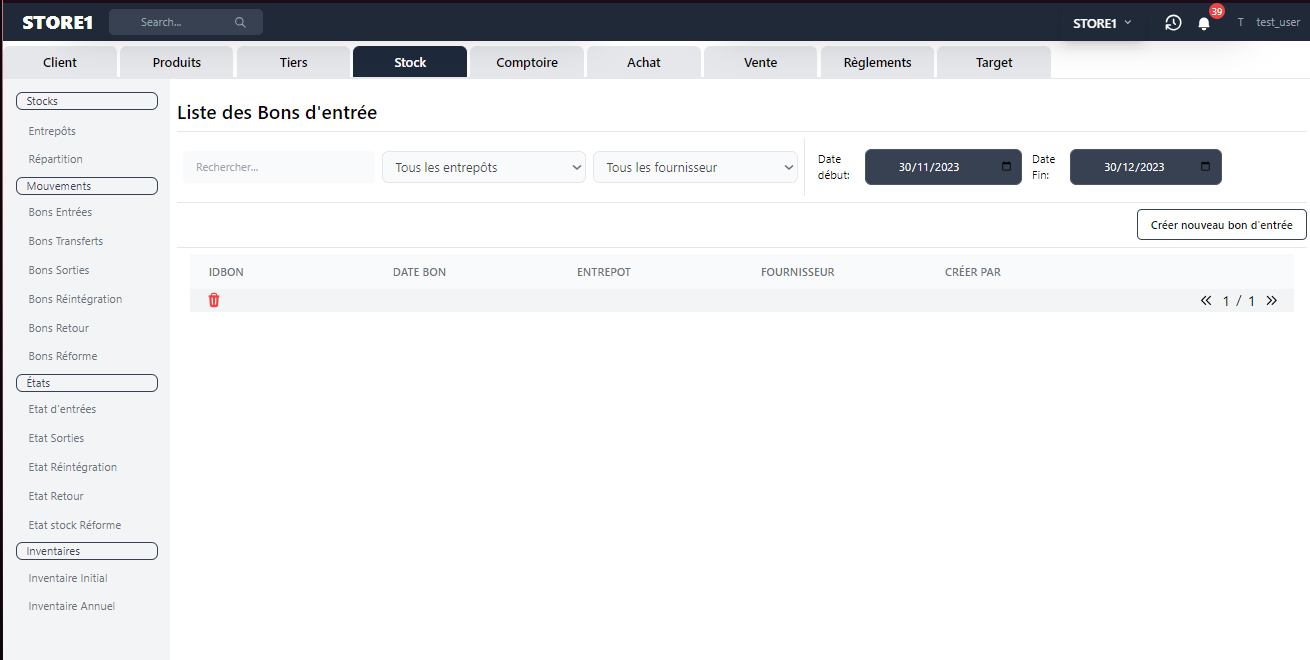 STORE1 Search... STORE1 39 T test_user
Client Produits Tiers Stock Comptoire Achat Vente Règlements Target
Stocks
Entrepôts
Répartition
Mouvements
Bons Entrées
Bons Transferts
Bons Sorties
Bons Réintégration
Bons Retour
Bons Réforme
États
Etat d'entrées
Etat Sorties
Etat Réintégration
Etat Retour
Etat stock Réforme
Inventaires
Inventaire Initial
Inventaire Annuel
Liste des Bons d'entrée
Rechercher... Tous les entrepôts Tous les fournisseur
Date
début:
30/11/2023
Date
Fin:
30/12/2023
Créer nouveau bon d'entrée
IDBON DATE BON ENTREPOT FOURNISSEUR CRÉER PAR
« 1 / 1 »